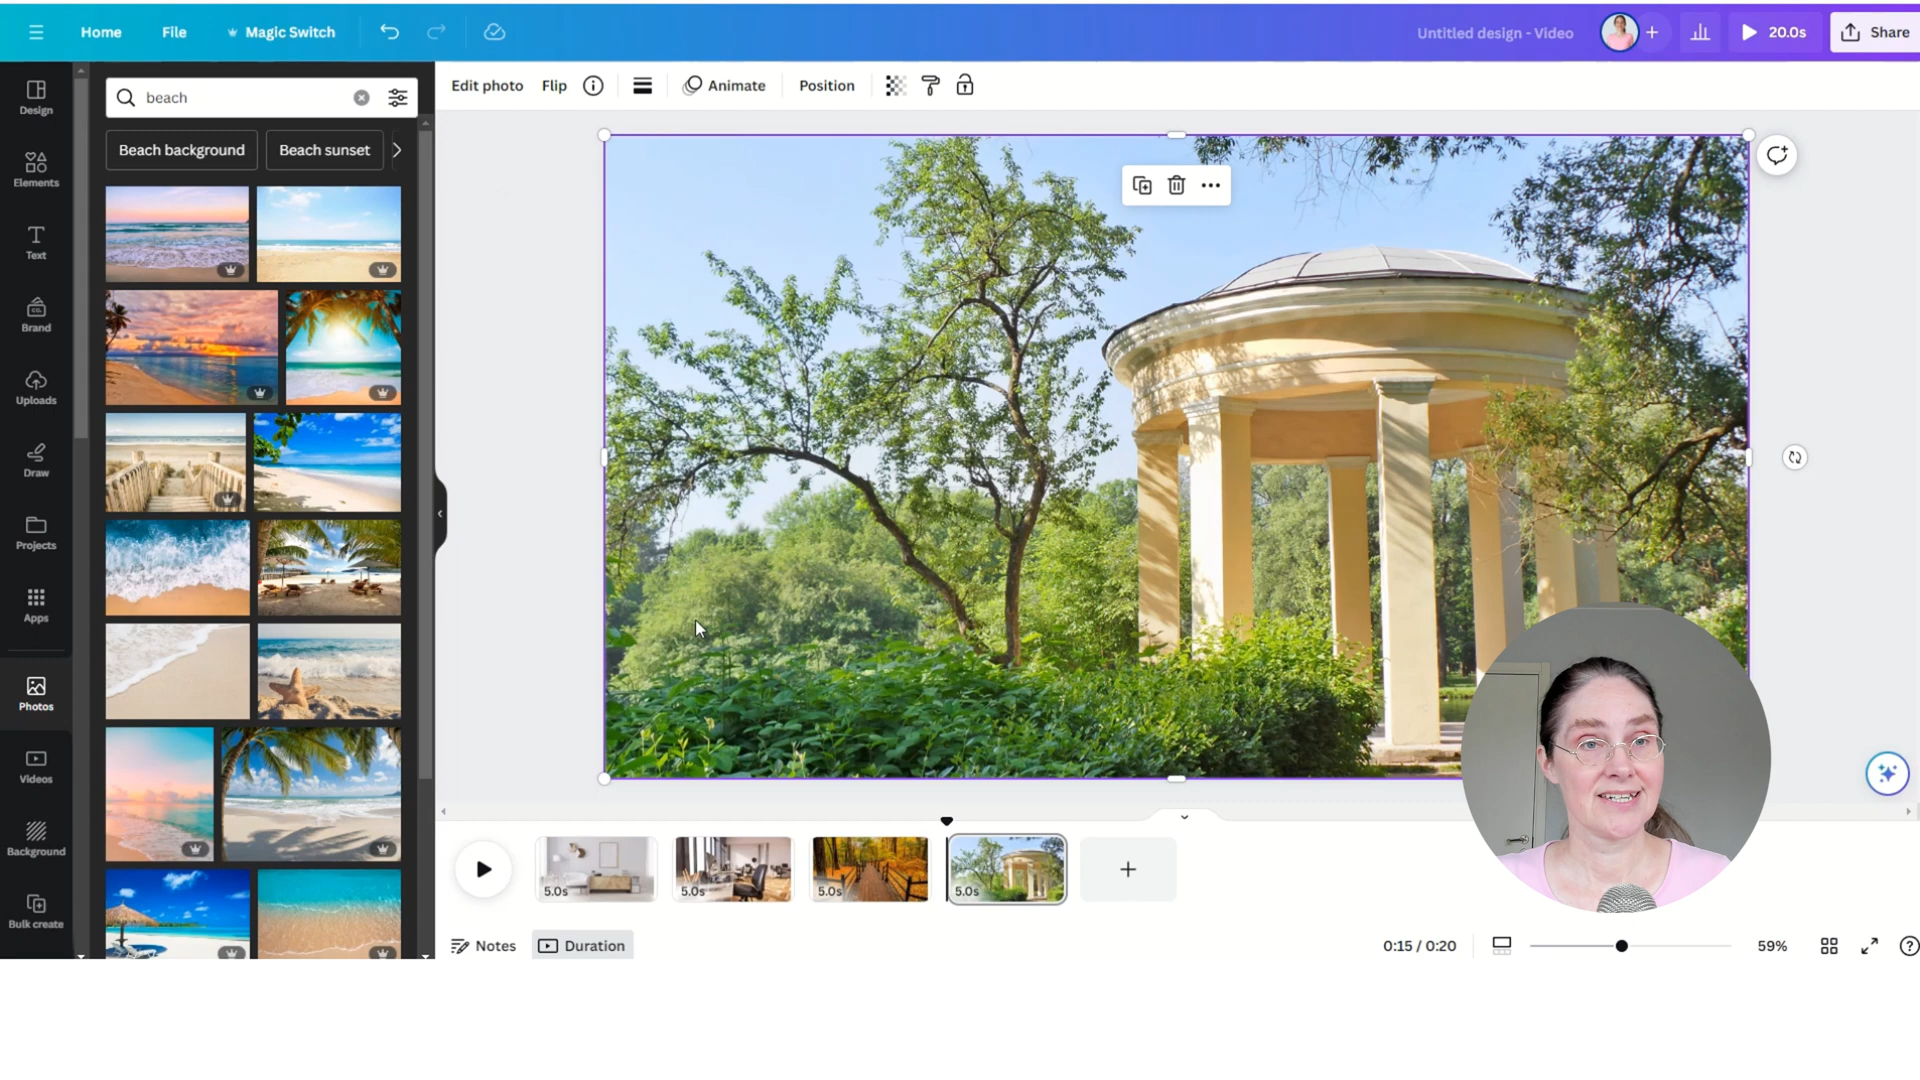 Home
File
Magic Switch
Untitled design - Video
20.0s
Share
Design
Elements
Text
Brand
Uploads
Draw
Projects
Apps
Photos
Videos
Background
Bulk create
beach
Beach background
Beach sunset
Edit photo
Flip
Animate
Position
5.0s
5.0s
5.0s
5.0s
Notes
Duration
0:15 / 0:20
59%